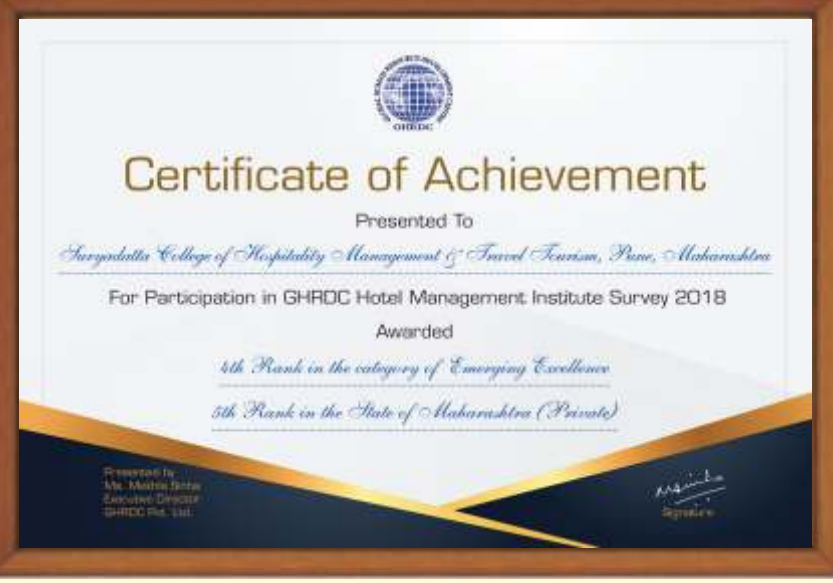 GHRDC
Certificate of Achievement
Presented To
Suryadatta College of Hospitality Management & Travel Tourism, Pune, Maharashtra
For Participation in GHRDC Hotel Management Institute Survey 2018
Awarded
4th Rank in the category of Emerging Excellence
5th Rank in the State of Maharashtra (Private)
Presented by
Ms.
Executive Director
GHRDC Pvt. Ltd.
Signature